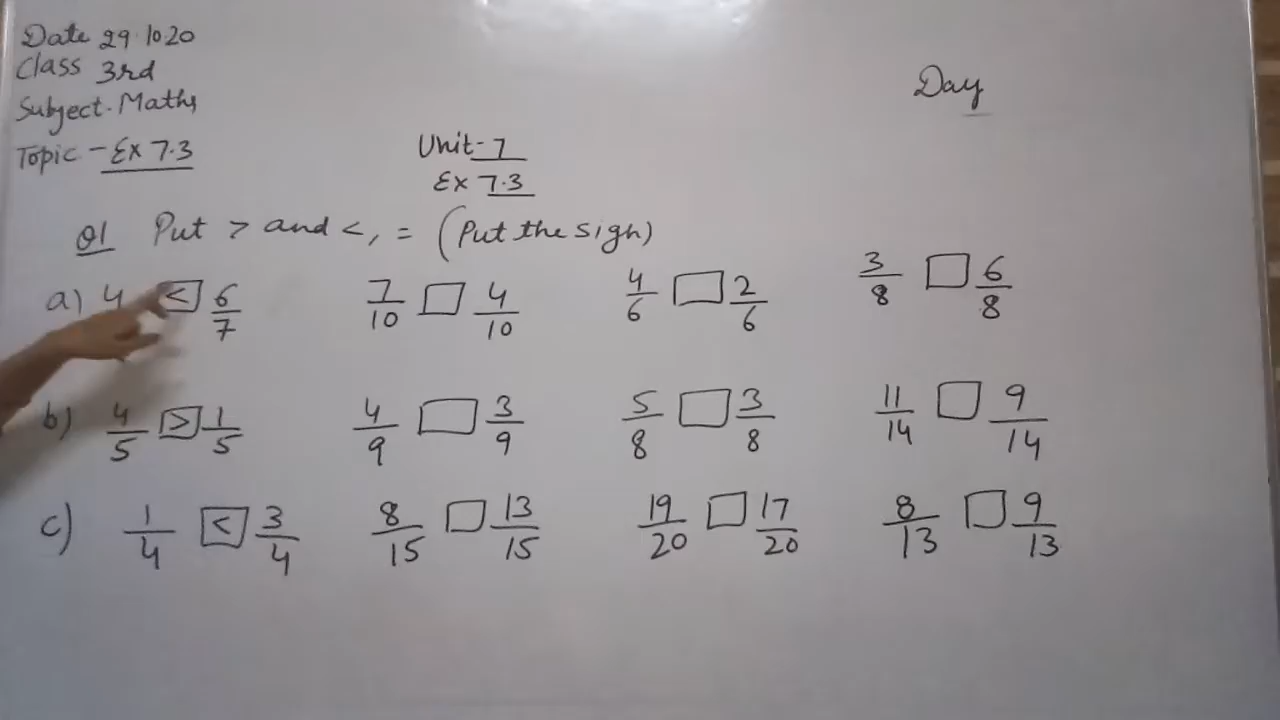 Date 29.10.20
Class 3rd
Subject. Maths
Topic - Ex 7.3
Day
Unit-7
Ex 7.3
Q1 Put > and <, = (Put the sign)
a) 4 < 6/7 7/10 □ 4/10 4/6 □ 2/6 3/8 □ 6/8
b) 4/5 > 1/5 4/9 □ 3/9 5/8 □ 3/8 11/14 □ 9/14
c) 1/4 < 3/4 8/15 □ 13/15 19/20 □ 17/20 8/13 □ 9/13